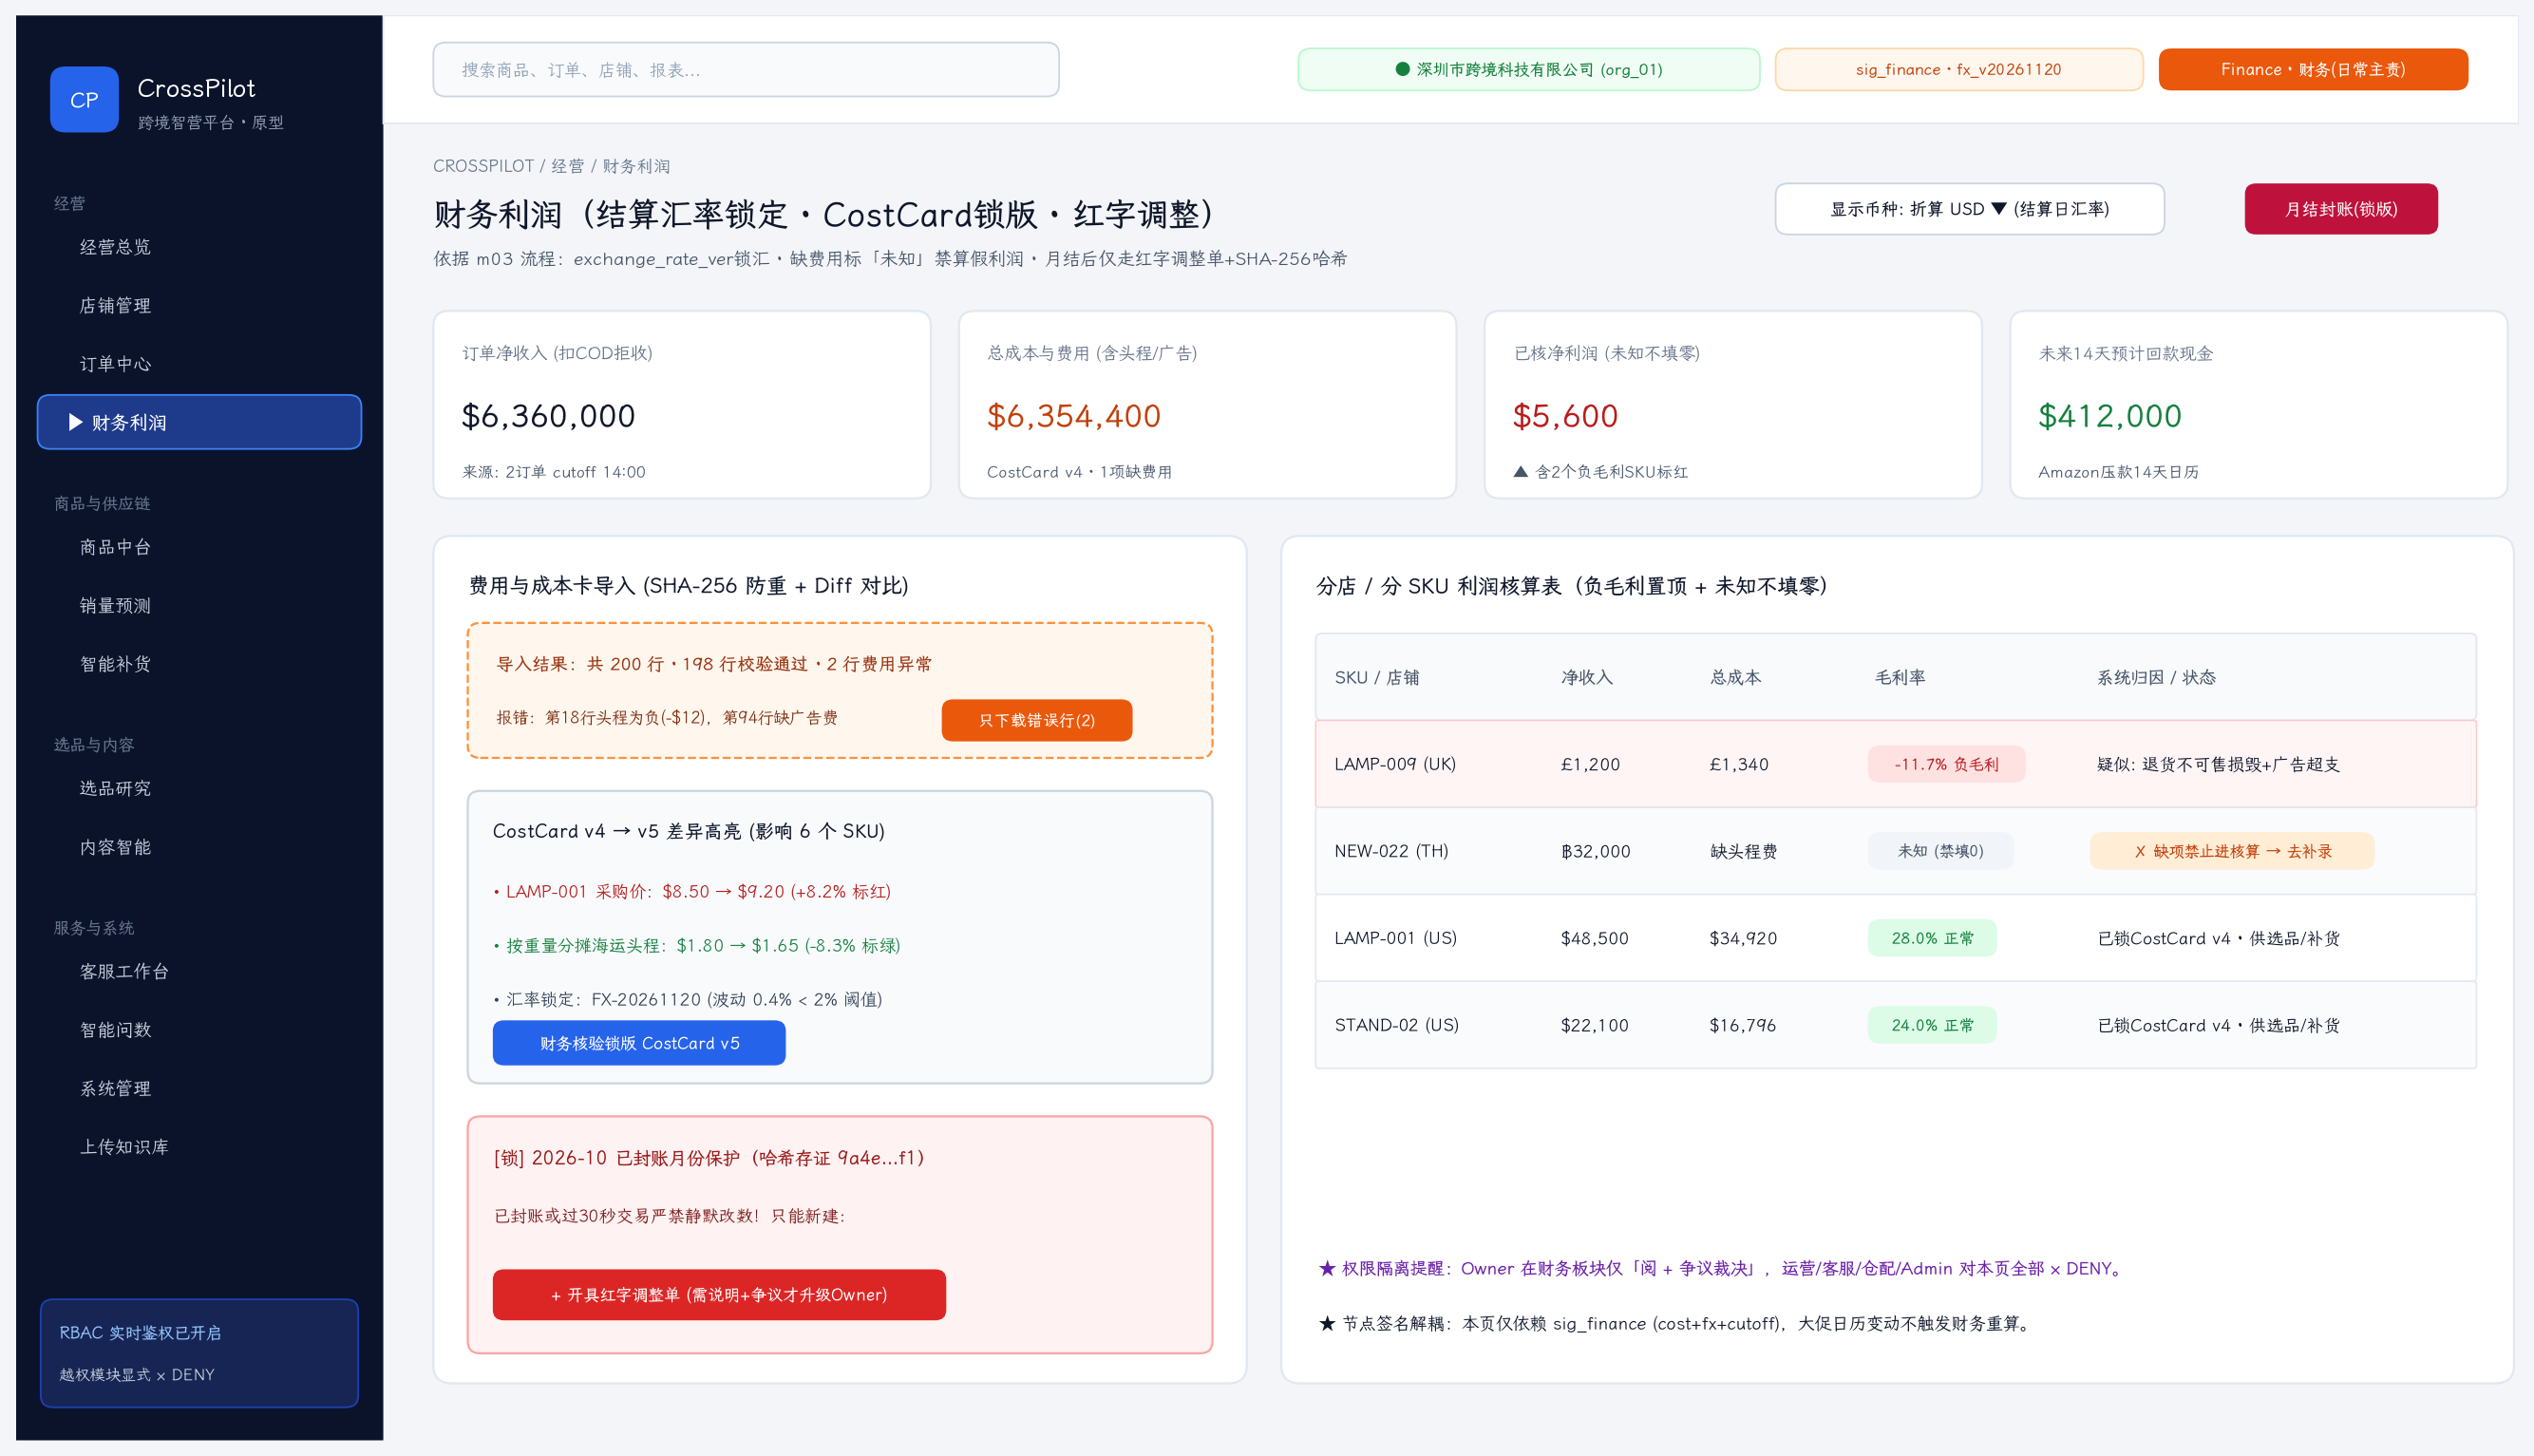 CP
CrossPilot
跨境智营平台·原型
经营
经营总览
店铺管理
订单中心
▶ 财务利润
商品与供应链
商品中台
销量预测
智能补货
选品与内容
选品研究
内容智能
服务与系统
客服工作台
智能问数
系统管理
上传知识库
RBAC 实时鉴权已开启
越权模块显式 × DENY
搜索商品、订单、店铺、报表...
● 深圳市跨境科技有限公司 (org_01)
sig_finance · fx_v20261120
Finance · 财务(日常主责)
CROSSPILOT / 经营 / 财务利润
财务利润（结算汇率锁定 · CostCard锁版 · 红字调整）
依据 m03 流程：exchange_rate_ver锁汇 · 缺费用标「未知」禁算假利润 · 月结后仅走红字调整单+SHA-256哈希
显示币种: 折算 USD ▼ (结算日汇率)
月结封账(锁版)
订单净收入 (扣COD拒收)
$6,360,000
来源: 2订单 cutoff 14:00
总成本与费用 (含头程/广告)
$6,354,400
CostCard v4 · 1项缺费用
已核净利润 (未知不填零)
$5,600
▲ 含2个负毛利SKU标红
未来14天预计回款现金
$412,000
Amazon压款14天日历
费用与成本卡导入 (SHA-256 防重 + Diff 对比)
导入结果：共 200 行 · 198 行校验通过 · 2 行费用异常
报错：第18行头程为负(-$12)，第94行缺广告费
只下载错误行(2)
CostCard v4 → v5 差异高亮 (影响 6 个 SKU)
• LAMP-001 采购价：$8.50 → $9.20 (+8.2% 标红)
• 按重量分摊海运头程：$1.80 → $1.65 (-8.3% 标绿)
• 汇率锁定：FX-20261120 (波动 0.4% < 2% 阈值)
财务核验锁版 CostCard v5
[锁] 2026-10 已封账月份保护（哈希存证 9a4e...f1）
已封账或过30秒交易严禁静默改数！只能新建：
+ 开具红字调整单 (需说明+争议才升级Owner)
分店 / 分 SKU 利润核算表（负毛利置顶 + 未知不填零）
SKU / 店铺 净收入 总成本 毛利率 系统归因 / 状态
LAMP-009 (UK) £1,200 £1,340 -11.7% 负毛利 疑似: 退货不可售损毁+广告超支
NEW-022 (TH) ฿32,000 缺头程费 未知 (禁填0) X 缺项禁止进核算 → 去补录
LAMP-001 (US) $48,500 $34,920 28.0% 正常 已锁CostCard v4 · 供选品/补货
STAND-02 (US) $22,100 $16,796 24.0% 正常 已锁CostCard v4 · 供选品/补货
★ 权限隔离提醒：Owner 在财务板块仅「阅 + 争议裁决」，运营/客服/仓配/Admin 对本页全部 × DENY。
★ 节点签名解耦：本页仅依赖 sig_finance (cost+fx+cutoff)，大促日历变动不触发财务重算。